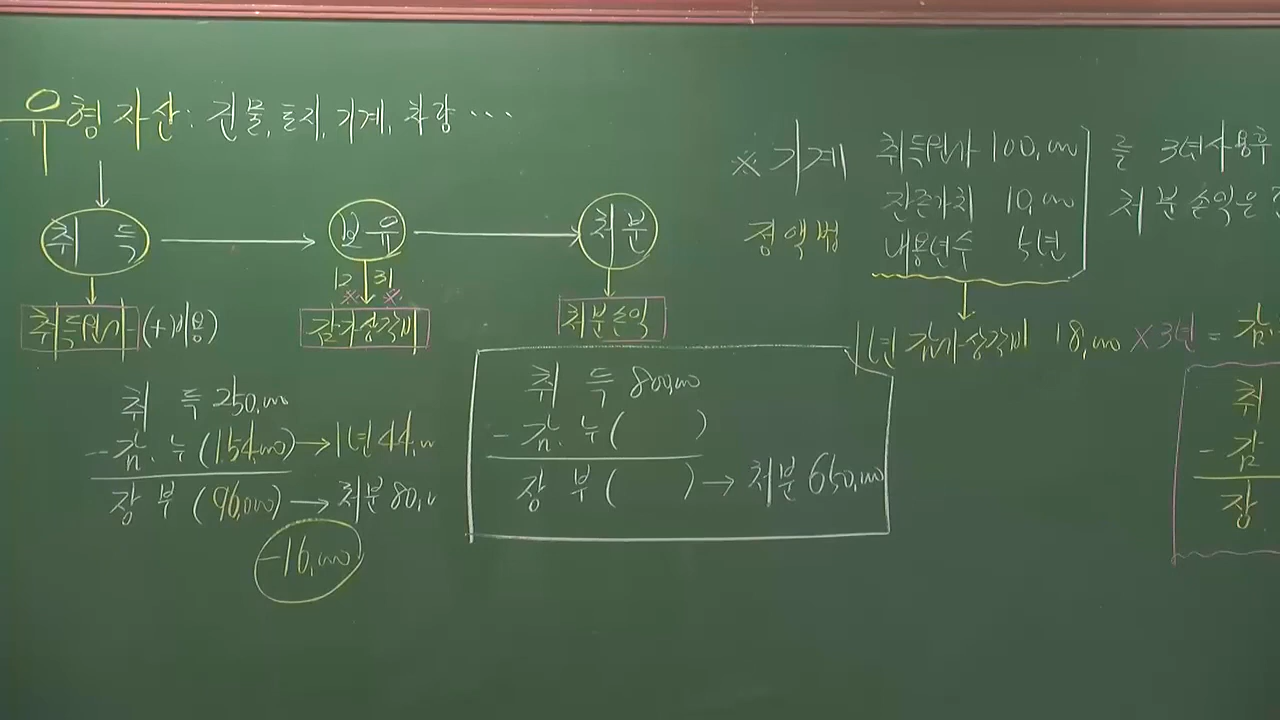 유형자산: 건물, 토지, 기계, 차량 …
취 득 → 보유 → 처분
12 31
※ ※
취득원가 (+비용)
감가상각비
처분손익
취 득 250,000
- 감.누 (154,000) → 1년 44,
장 부 (96,000) → 처분 80,
-16,000
취 득 800,000
- 감.누 ( )
장 부 ( ) → 처분 650,000
※ 기계 취득원가 100,000 를 3년 사용후
정액법 잔존가치 10,000 처분손익은?
내용년수 5년
1년 감가상각비 18,000 × 3년 = 감
취
- 감
장